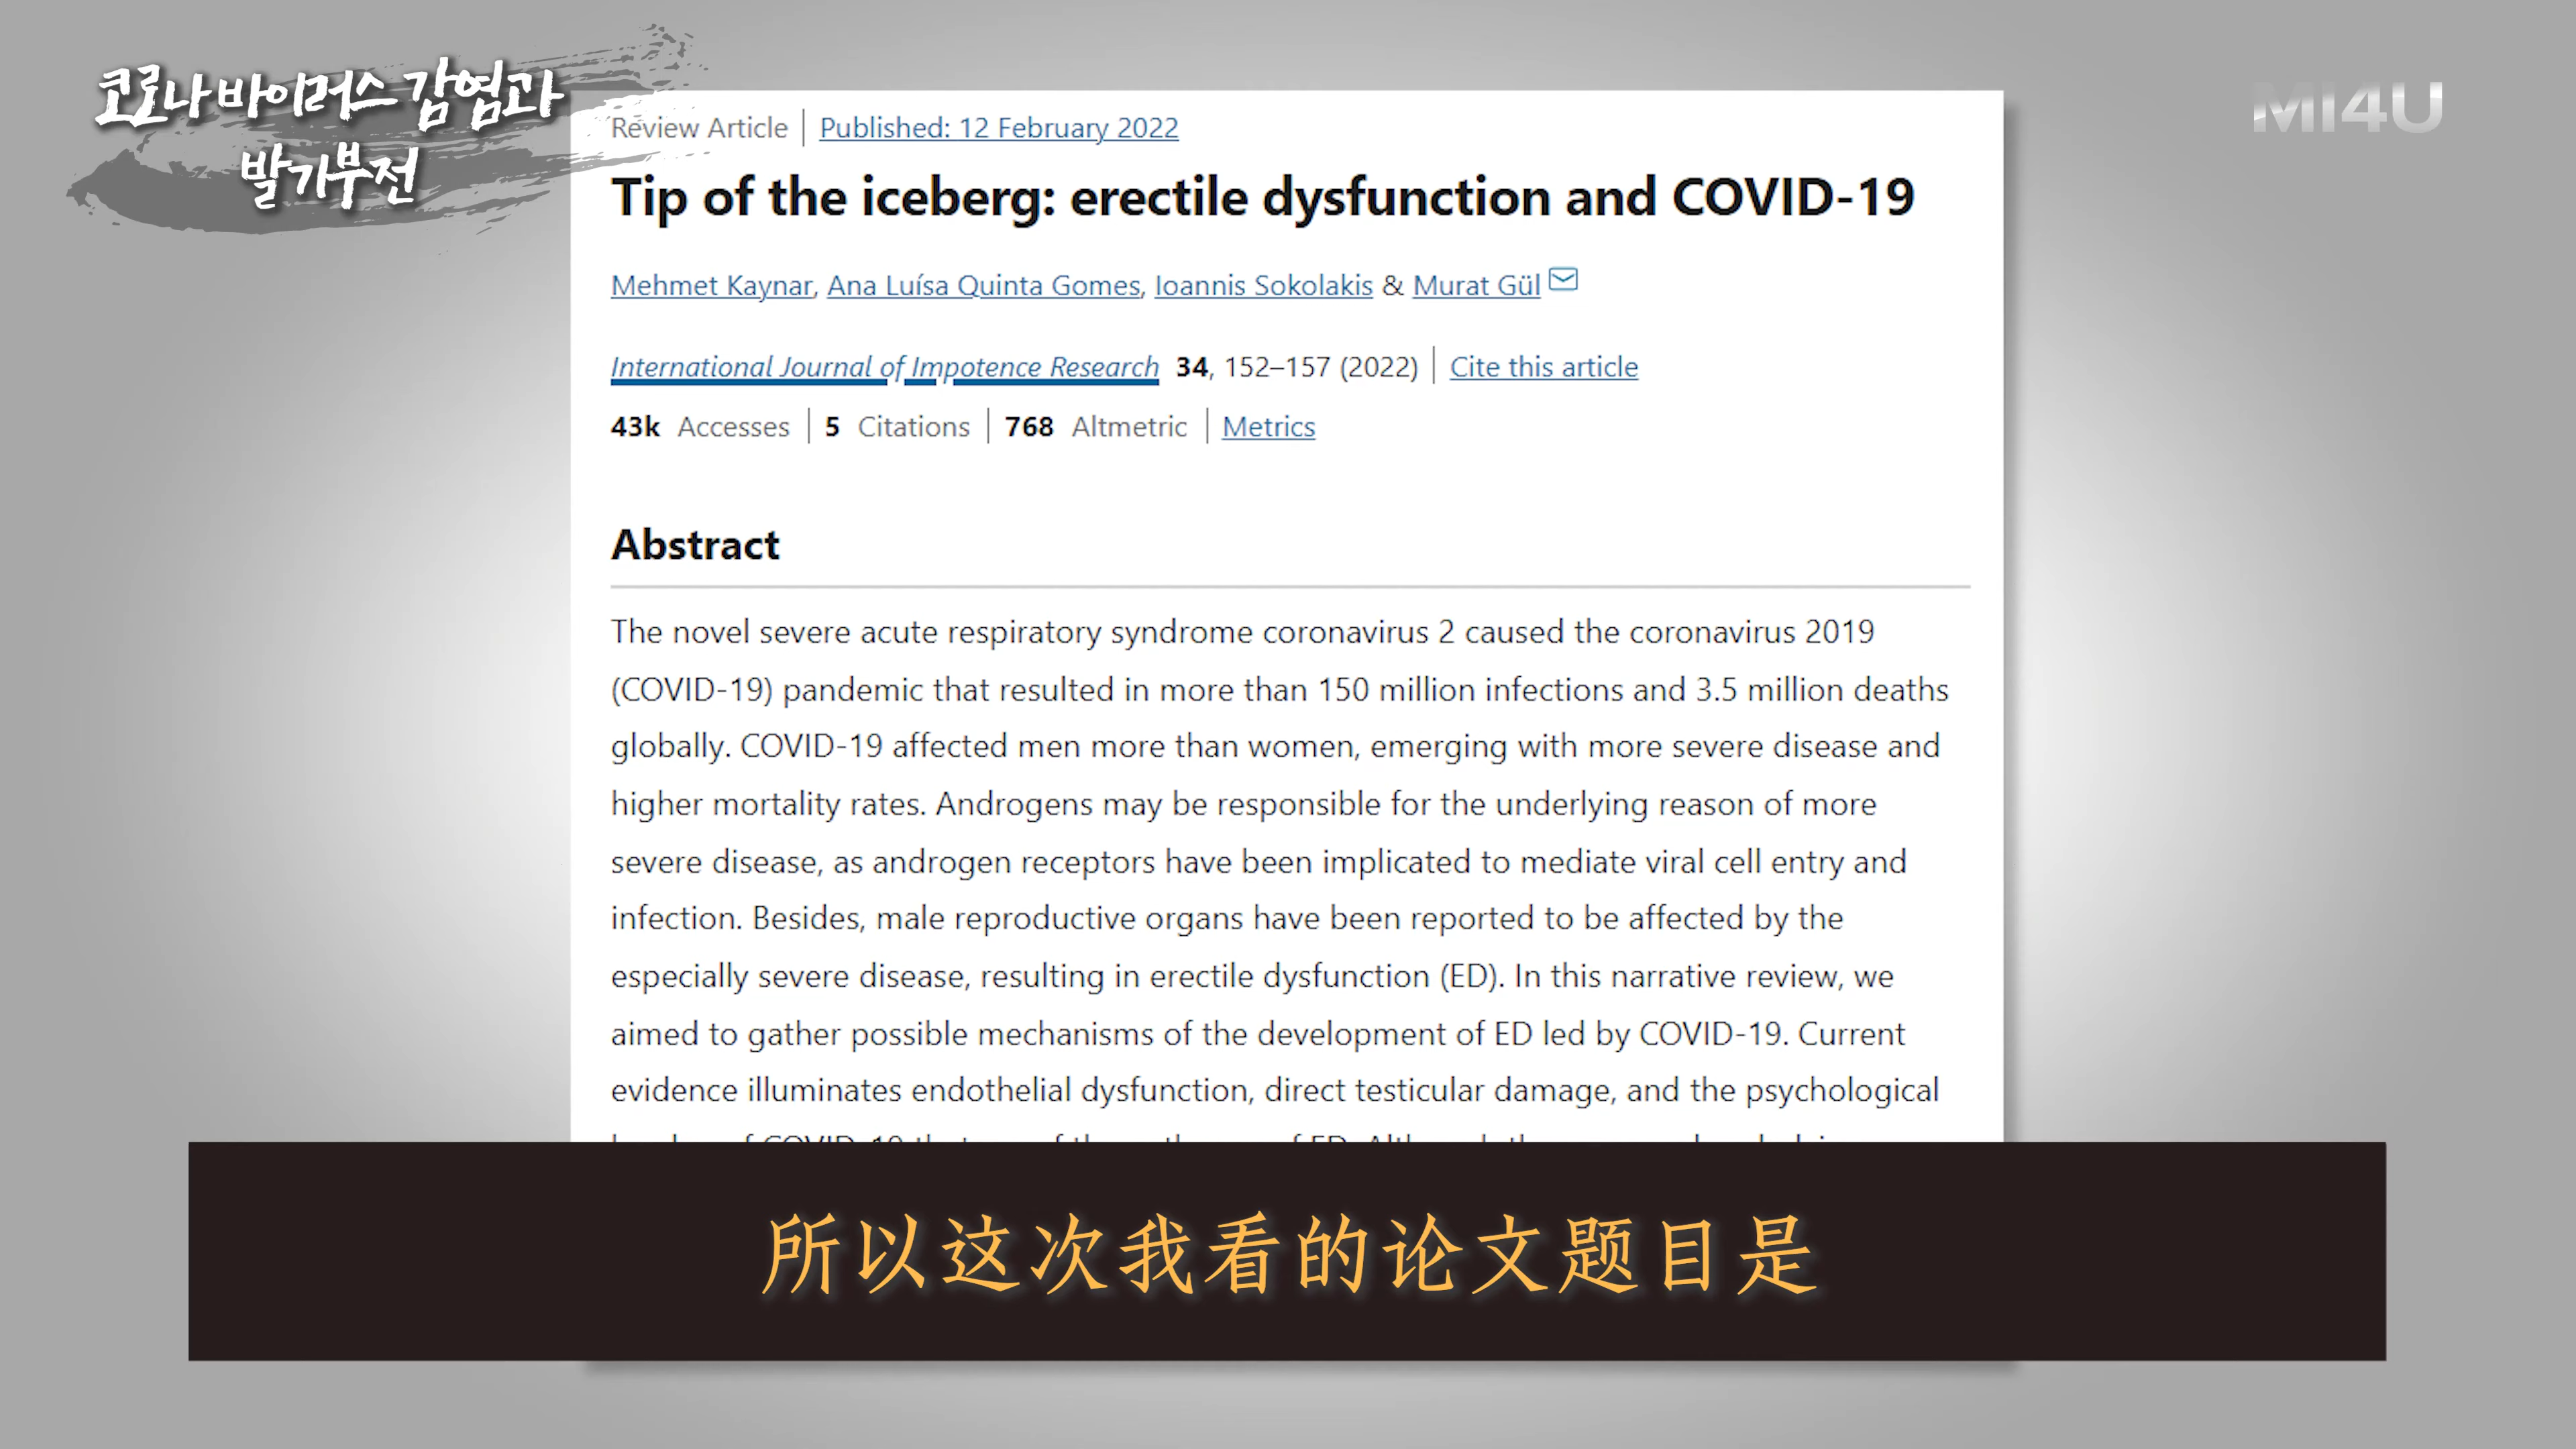 코로나 바이러스 감염과
발기부전
MI4U
Review Article | Published: 12 February 2022
Tip of the iceberg: erectile dysfunction and COVID-19
Mehmet Kaynar, Ana Luísa Quinta Gomes, Ioannis Sokolakis & Murat Gül
International Journal of Impotence Research 34, 152–157 (2022) | Cite this article
43k Accesses | 5 Citations | 768 Altmetric | Metrics
Abstract
The novel severe acute respiratory syndrome coronavirus 2 caused the coronavirus 2019
(COVID-19) pandemic that resulted in more than 150 million infections and 3.5 million deaths
globally. COVID-19 affected men more than women, emerging with more severe disease and
higher mortality rates. Androgens may be responsible for the underlying reason of more
severe disease, as androgen receptors have been implicated to mediate viral cell entry and
infection. Besides, male reproductive organs have been reported to be affected by the
especially severe disease, resulting in erectile dysfunction (ED). In this narrative review, we
aimed to gather possible mechanisms of the development of ED led by COVID-19. Current
evidence illuminates endothelial dysfunction, direct testicular damage, and the psychological
所以这次我看的论文题目是